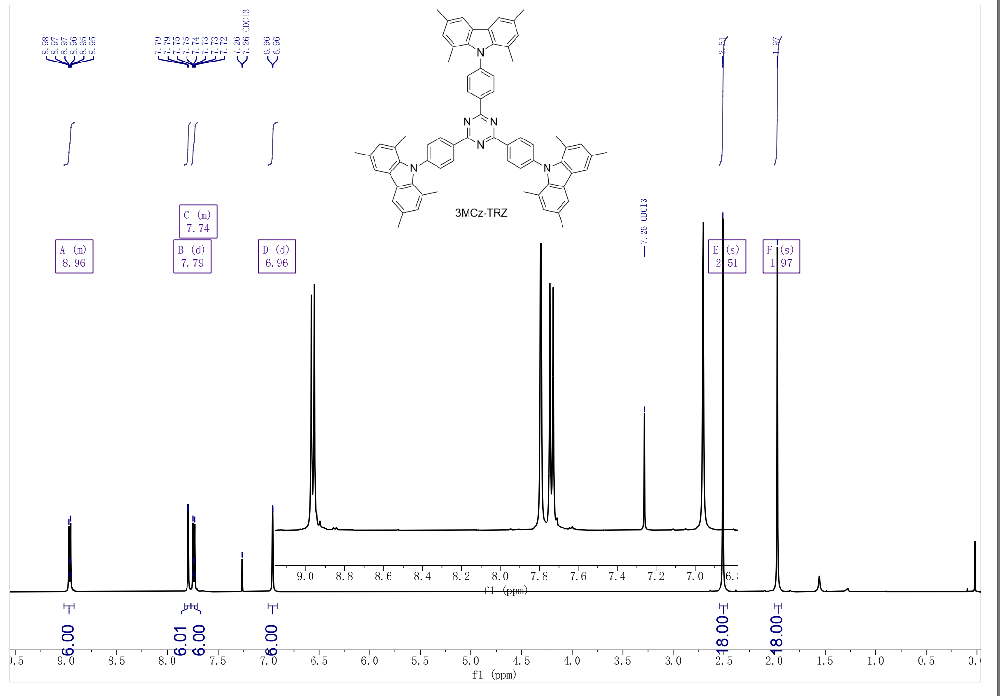 8.98
8.97
8.97
8.96
8.95
8.95
7.79
7.79
7.75
7.75
7.74
7.73
7.73
7.72
7.26
7.26 CDCl3
6.96
6.96
2.51
1.97
N
N N
N
N N
3MCz-TRZ
7.26 CDCl3
C (m)
7.74
A (m)
8.96
B (d)
7.79
D (d)
6.96
E (s)
2.51
F (s)
1.97
9.0 8.8 8.6 8.4 8.2 8.0 7.8 7.6 7.4 7.2 7.0 6.8
f1 (ppm)
6.00
6.01
6.00
6.00
18.00
18.00
9.5 9.0 8.5 8.0 7.5 7.0 6.5 6.0 5.5 5.0 4.5 4.0 3.5 3.0 2.5 2.0 1.5 1.0 0.5 0.0
f1 (ppm)